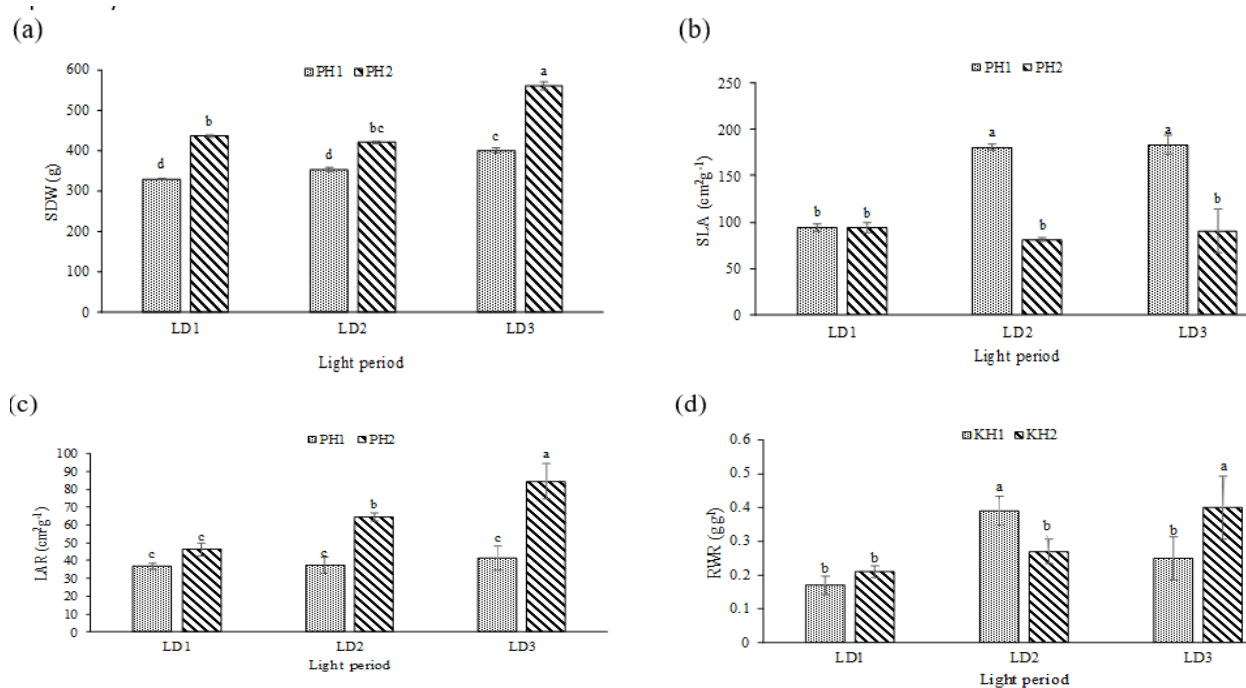 (a)
PH1 PH2
600
500
400
300
200
100
0
SDW (g)
d b d bc c a
LD1 LD2 LD3
Light period
(b)
PH1 PH2
250
200
150
100
50
0
SLA (cm²g⁻¹)
b b a b a b
LD1 LD2 LD3
Light period
(c)
PH1 PH2
100
90
80
70
60
50
40
30
20
10
0
LAR (cm²g⁻¹)
c c c b c a
LD1 LD2 LD3
Light period
(d)
KH1 KH2
0.6
0.5
0.4
0.3
0.2
0.1
0
RWR (g
b b a b b a
LD1 LD2 LD3
Light period